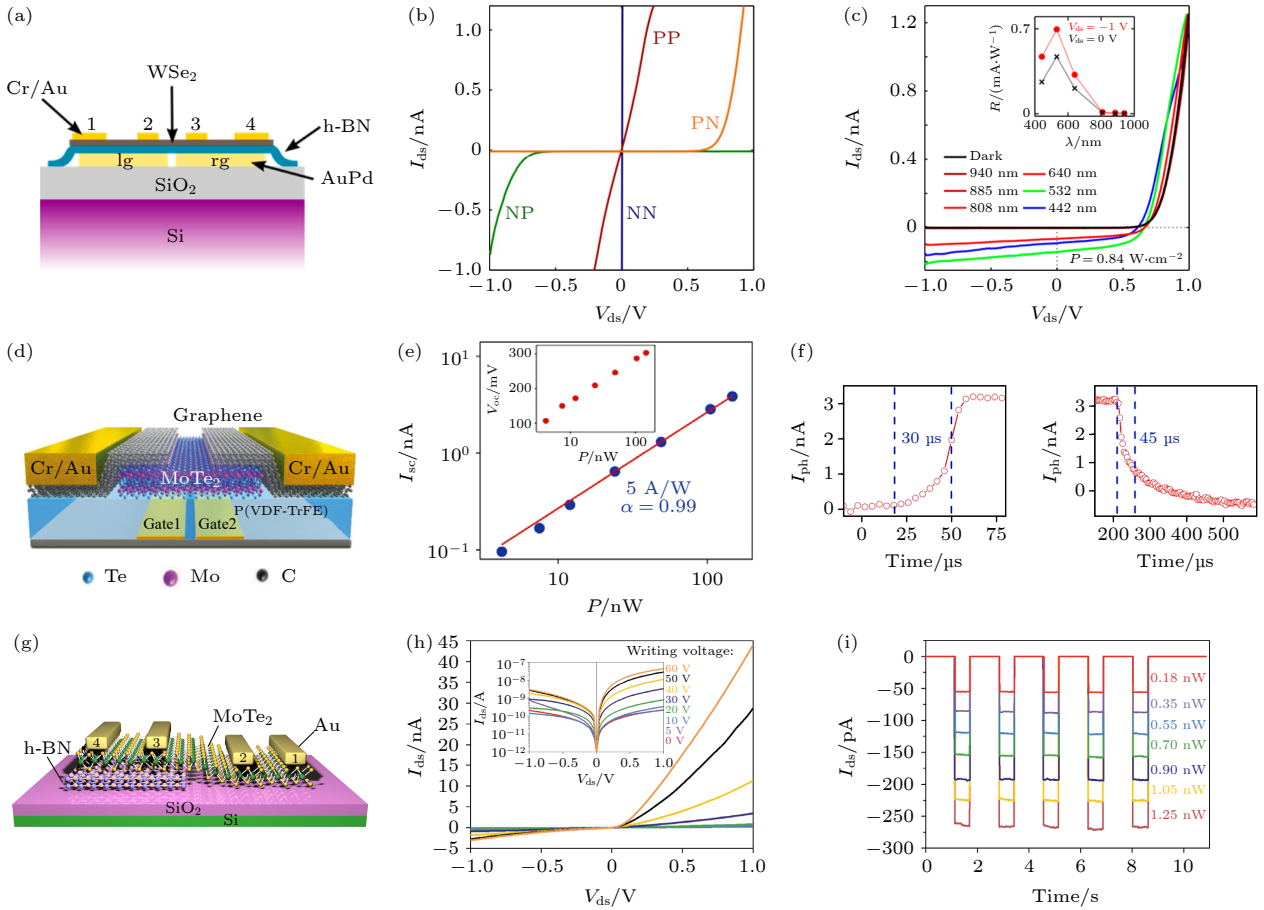 (a)
WSe2
Cr/Au
1 2 3 4
h-BN
lg rg
AuPd
SiO2
Si
(b)
Ids/nA
1.0
0.5
0
−0.5
−1.0
PP
PN
NP
NN
−1.0 −0.5 0 0.5 1.0
Vds/V
(c)
Ids/nA
1.2
0.8
0.4
0
R/(mA·W−1)
0.7
0
Vds=−1 V
Vds=0 V
400 600 800 1000
λ/nm
Dark
940 nm 640 nm
885 nm 532 nm
808 nm 442 nm
P=0.84 W·cm−2
−1.0 −0.5 0 0.5 1.0
Vds/V
(d)
Graphene
Cr/Au Cr/Au
MoTe2
P(VDF-TrFE)
Gate1 Gate2
Te Mo C
(e)
Isc/nA
10^1
10^0
10^−1
Voc/mV
300
200
100
10 100
P/nW
5 A/W
α=0.99
10 100
P/nW
(f)
Iph/nA
3
2
1
0
30 μs
0 25 50 75
Time/μs
Iph/nA
3
2
1
0
45 μs
200 300 400 500
Time/μs
(g)
MoTe2
Au
h-BN
4 3 2 1
SiO2
Si
(h)
Ids/nA
45
40
35
30
25
20
15
10
5
0
−5
Writing voltage:
60 V
50 V
40 V
30 V
20 V
10 V
5 V
0 V
Ids/A
10−7
10−8
10−9
10−10
10−11
10−12
−1.0 −0.5 0 0.5 1.0
Vds/V
−1.0 −0.5 0 0.5 1.0
Vds/V
(i)
Ids/pA
0
−50
−100
−150
−200
−250
−300
0.18 nW
0.35 nW
0.55 nW
0.70 nW
0.90 nW
1.05 nW
1.25 nW
0 2 4 6 8 10
Time/s